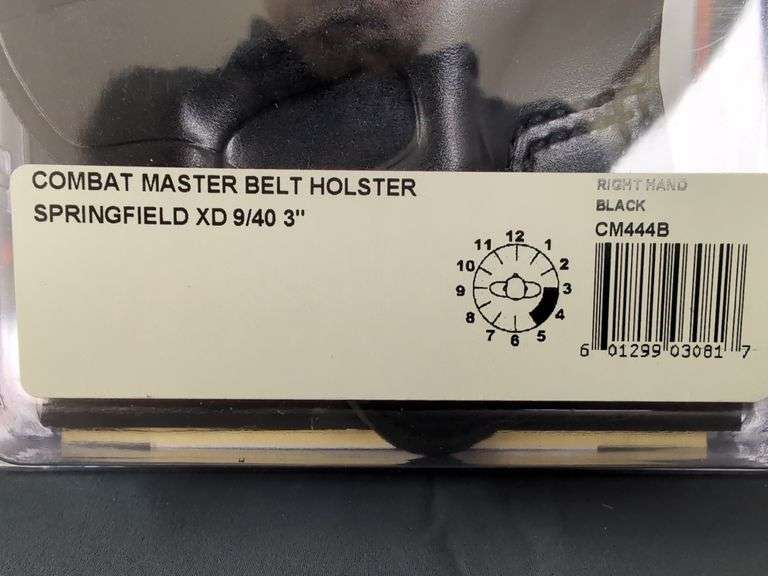 COMBAT MASTER BELT HOLSTER
SPRINGFIELD XD 9/40 3"
RIGHT HAND
BLACK
CM444B
12
1
2
3
4
5
6
7
8
9
10
11
6 01299 03081 7